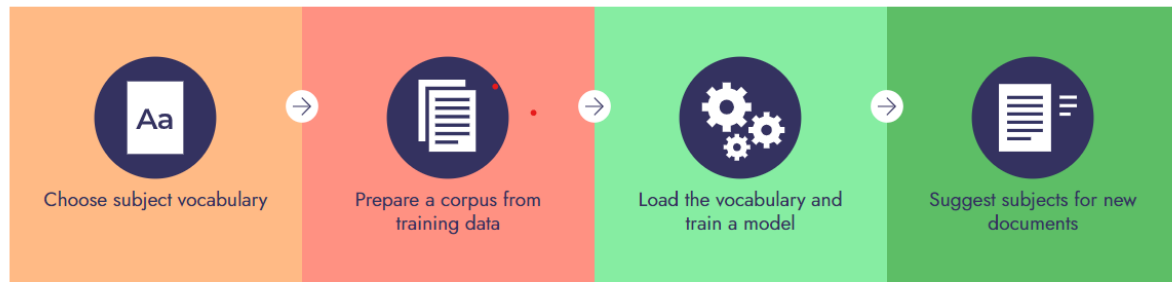 Aa
Choose subject vocabulary
Prepare a corpus from
training data
Load the vocabulary and
train a model
Suggest subjects for new
documents